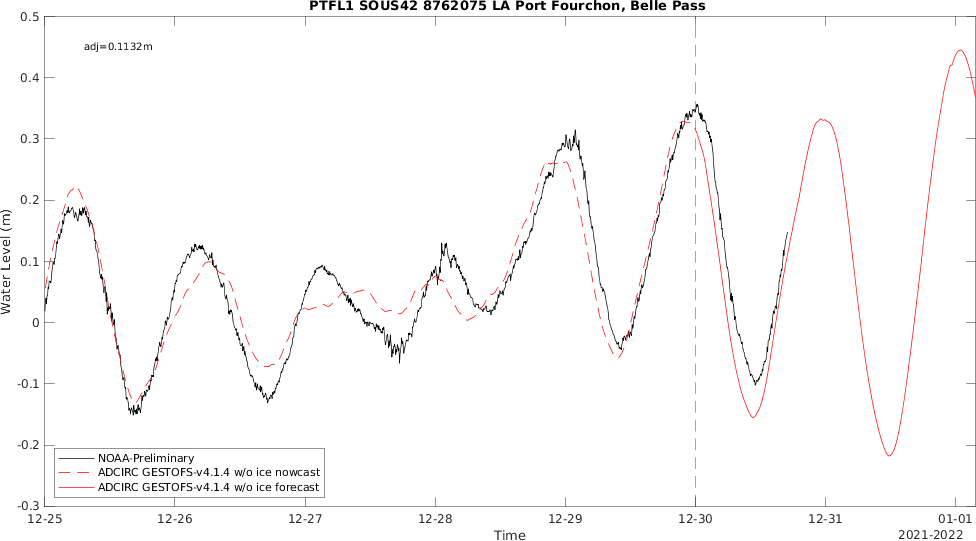 PTFL1 SOUS42 8762075 LA Port Fourchon, Belle Pass
adj=0.1132m
0.5
0.4
0.3
0.2
0.1
0
-0.1
-0.2
-0.3
Water Level (m)
NOAA-Preliminary
ADCIRC GESTOFS-v4.1.4 w/o ice nowcast
ADCIRC GESTOFS-v4.1.4 w/o ice forecast
12-25 12-26 12-27 12-28 12-29 12-30 12-31 01-01
Time
2021-2022